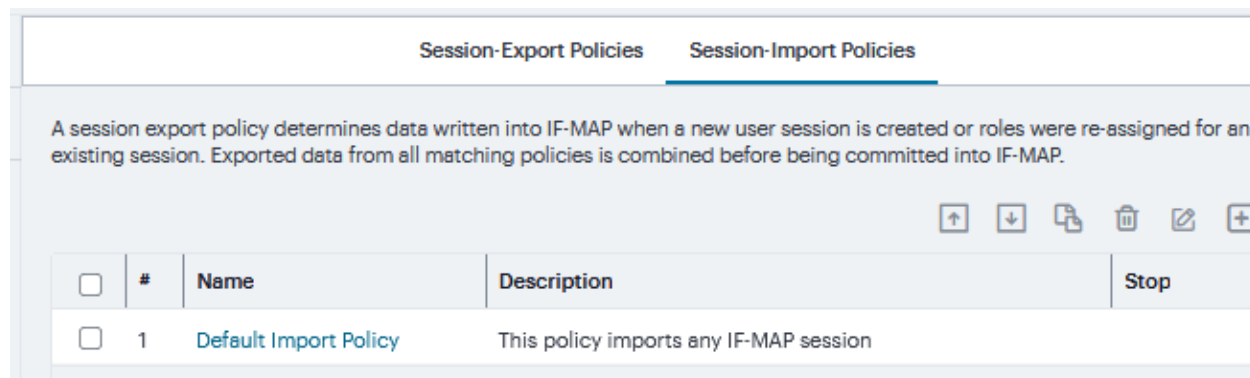 Session-Export Policies Session-Import Policies
A session export policy determines data written into IF-MAP when a new user session is created or roles were re-assigned for an
existing session. Exported data from all matching policies is combined before being committed into IF-MAP.
# Name Description Stop
1 Default Import Policy This policy imports any IF-MAP session